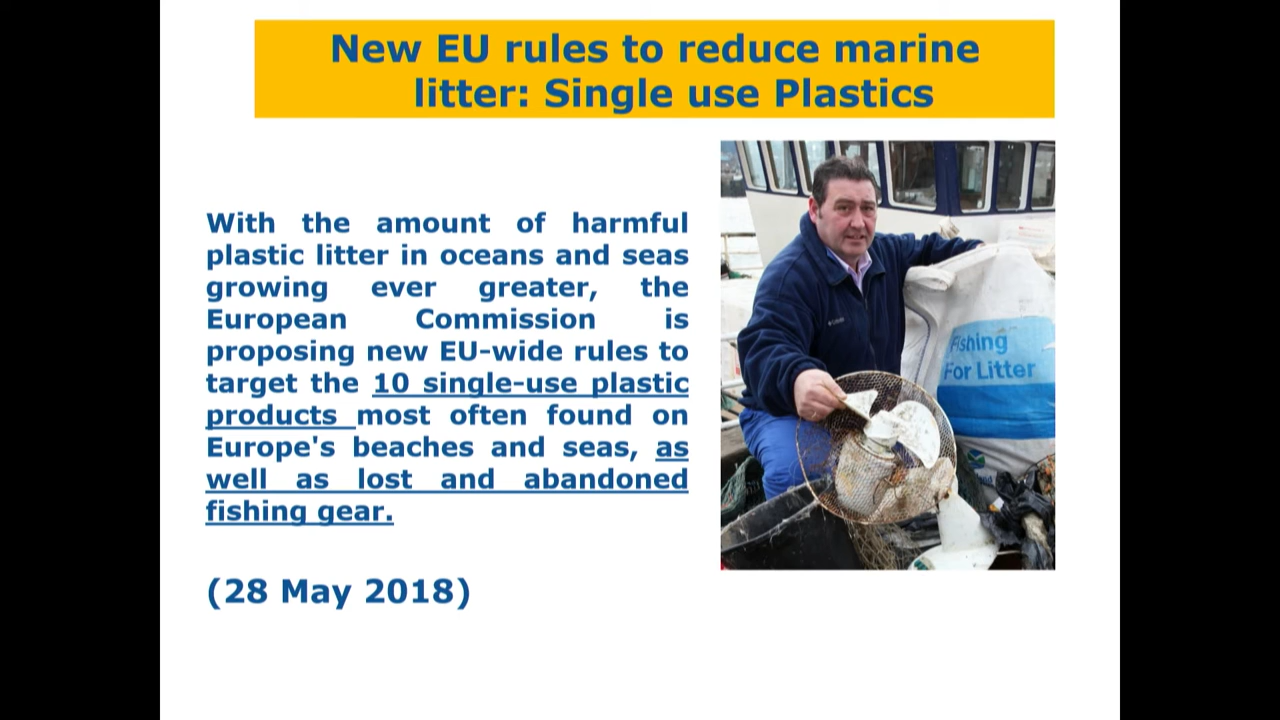 New EU rules to reduce marine
litter: Single use Plastics
With the amount of harmful
plastic litter in oceans and seas
growing ever greater, the
European Commission is
proposing new EU-wide rules to
target the 10 single-use plastic
products most often found on
Europe's beaches and seas, as
well as lost and abandoned
fishing gear.
(28 May 2018)
Fishing
For Litter